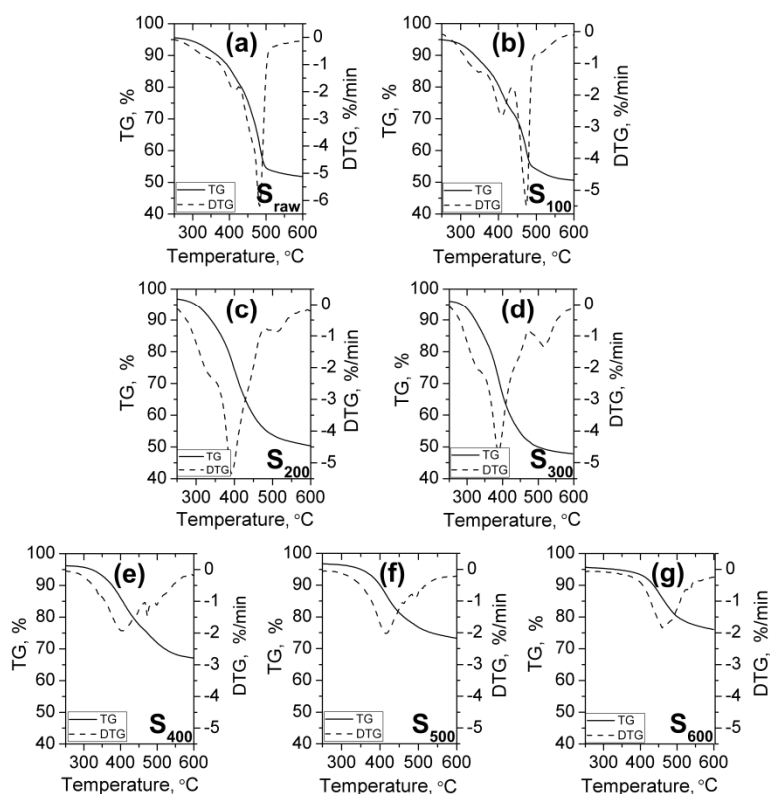 (a)
100
90
80
70
60
50
40
TG, %
0
-1
-2
-3
-4
-5
-6
DTG, %/min
TG
DTG
S raw
300 400 500 600
Temperature, °C
(b)
100
90
80
70
60
50
40
TG, %
0
-1
-2
-3
-4
-5
DTG, %/min
TG
DTG
S 100
300 400 500 600
Temperature, °C
(c)
100
90
80
70
60
50
40
TG, %
0
-1
-2
-3
-4
-5
DTG, %/min
TG
DTG
S 200
300 400 500 600
Temperature, °C
(d)
100
90
80
70
60
50
40
TG, %
0
-1
-2
-3
-4
-5
DTG, %/min
TG
DTG
S 300
300 400 500 600
Temperature, °C
(e)
100
90
80
70
60
50
40
TG, %
0
-1
-2
-3
-4
-5
DTG, %/min
TG
DTG
S 400
300 400 500 600
Temperature, °C
(f)
100
90
80
70
60
50
40
TG, %
0
-1
-2
-3
-4
-5
DTG, %/min
TG
DTG
S 500
300 400 500 600
Temperature, °C
(g)
100
90
80
70
60
50
40
TG, %
0
-1
-2
-3
-4
-5
DTG, %/min
TG
DTG
S 600
300 400 500 600
Temperature, °C